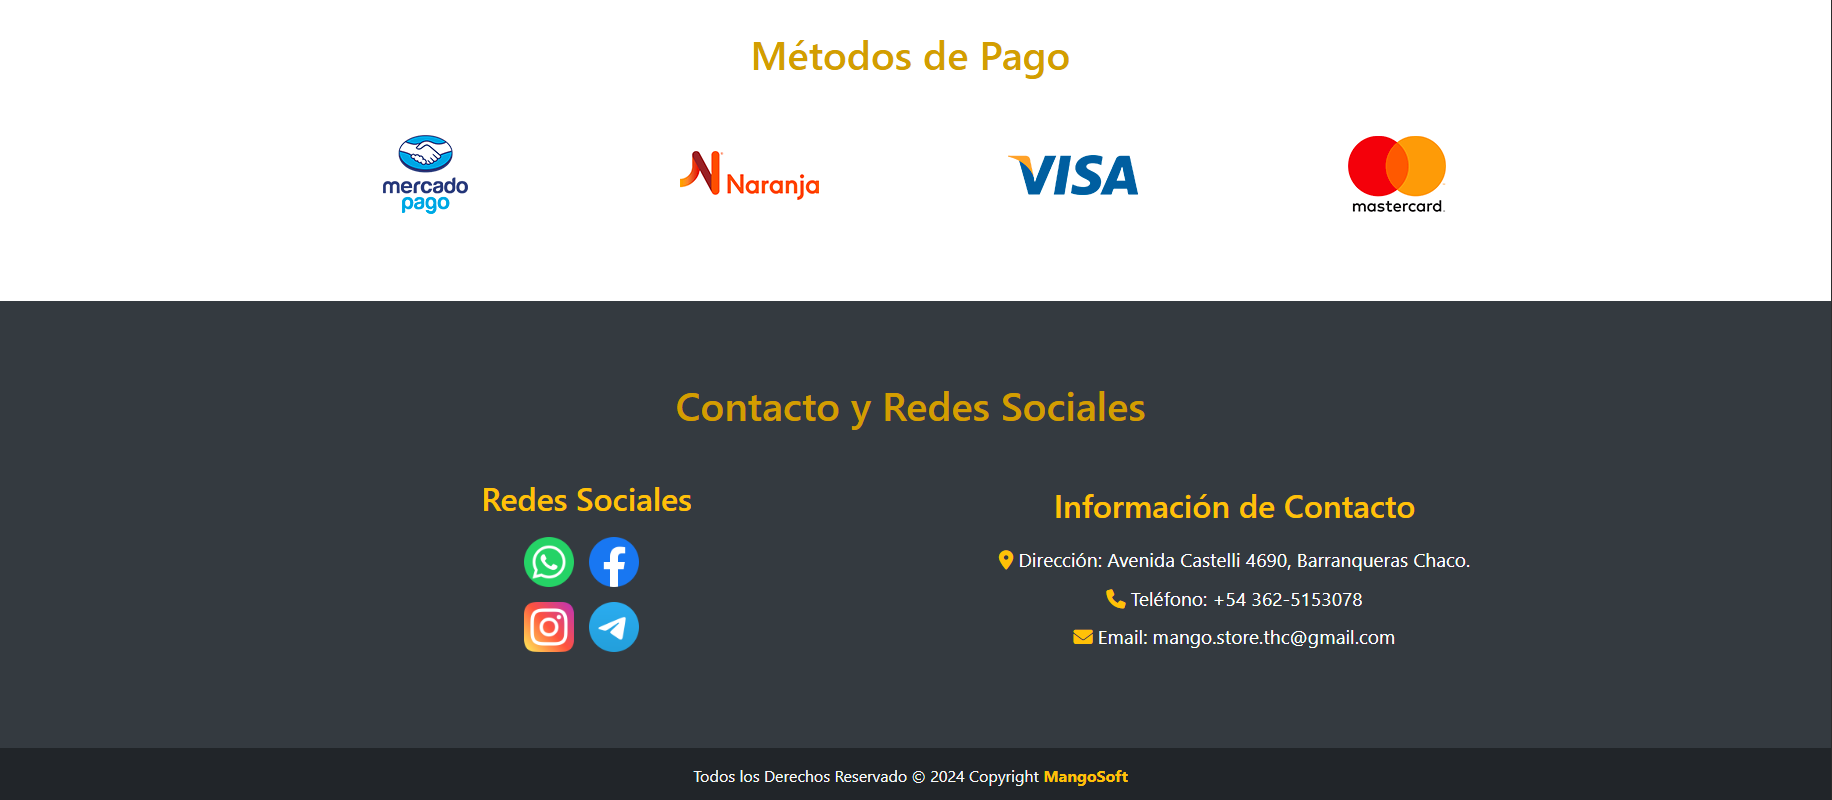 Métodos de Pago
mercado
pago
Naranja
VISA
mastercard.
Contacto y Redes Sociales
Redes Sociales
Información de Contacto
Dirección: Avenida Castelli 4690, Barranqueras Chaco.
Teléfono: +54 362-5153078
Email: mango.store.thc@gmail.com
Todos los Derechos Reservado © 2024 Copyright MangoSoft